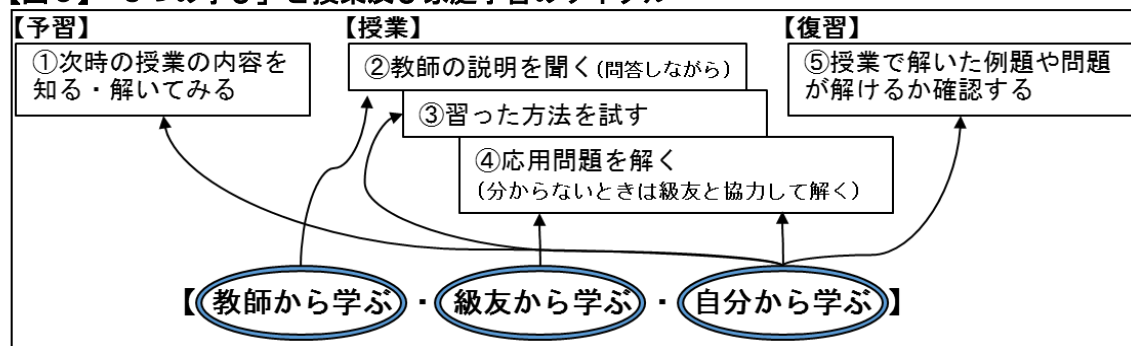 【予習】
①次時の授業の内容を
知る・解いてみる
【授業】
②教師の説明を聞く(問答しながら)
③習った方法を試す
④応用問題を解く
(分からないときは級友と協力して解く)
【復習】
⑤授業で解いた例題や問題
が解けるか確認する
【教師から学ぶ・級友から学ぶ・自分から学ぶ】